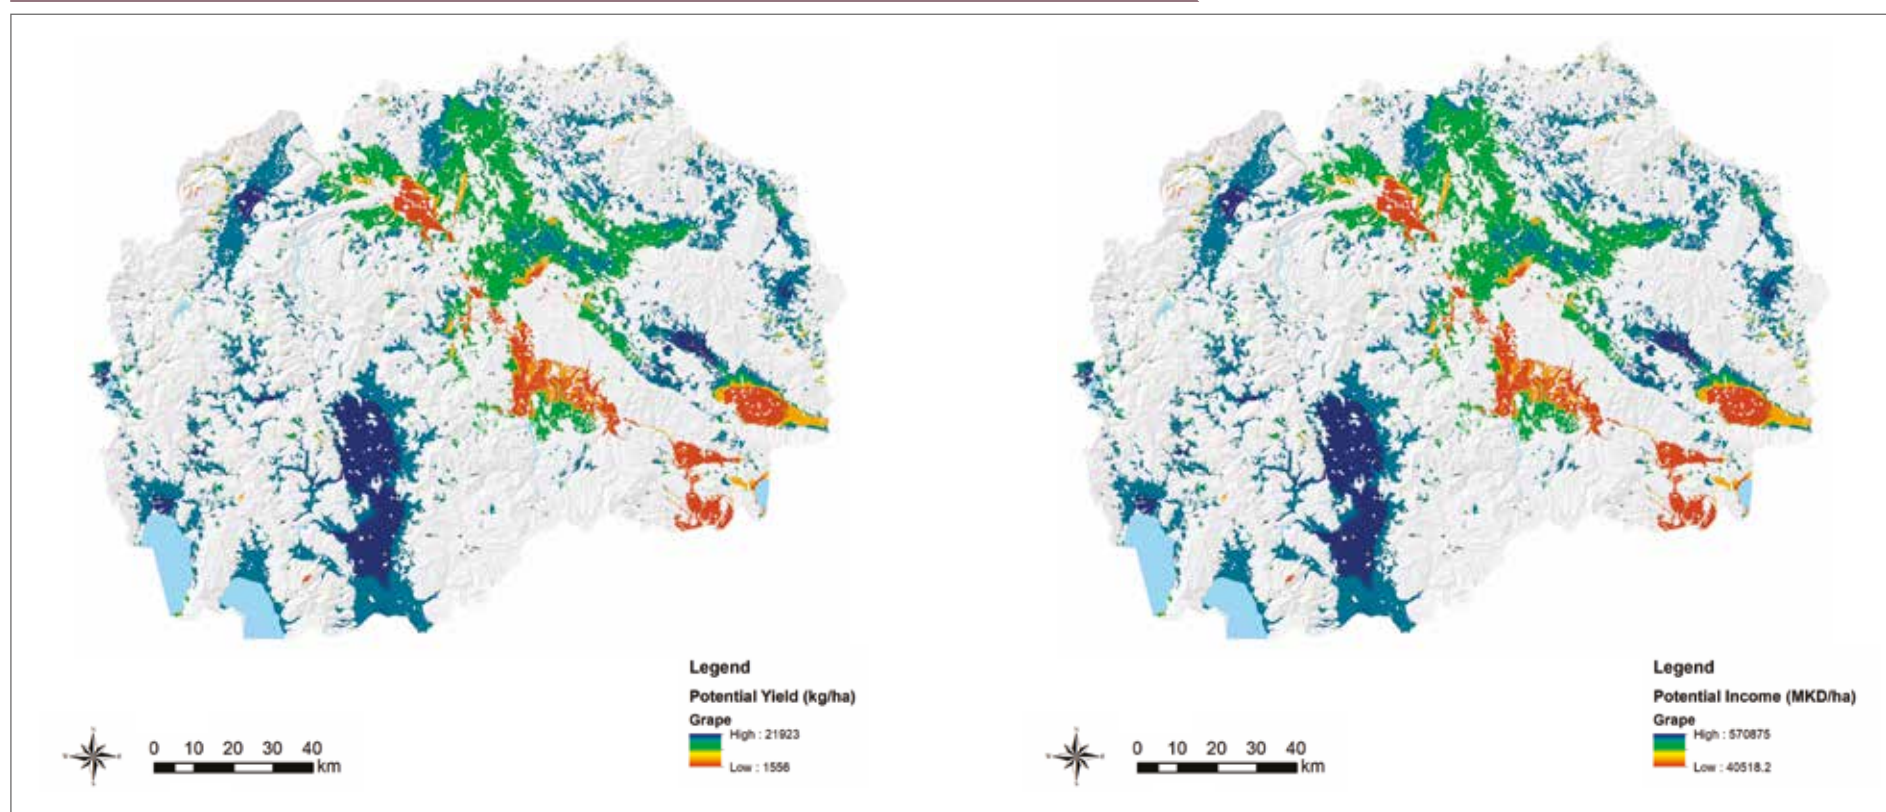 Legend
Potential Yield (kg/ha)
Grape
High : 21923
Low : 1556
0 10 20 30 40
km
Legend
Potential Income (MKD/ha)
Grape
High : 570875
Low : 40518.2
0 10 20 30 40
km